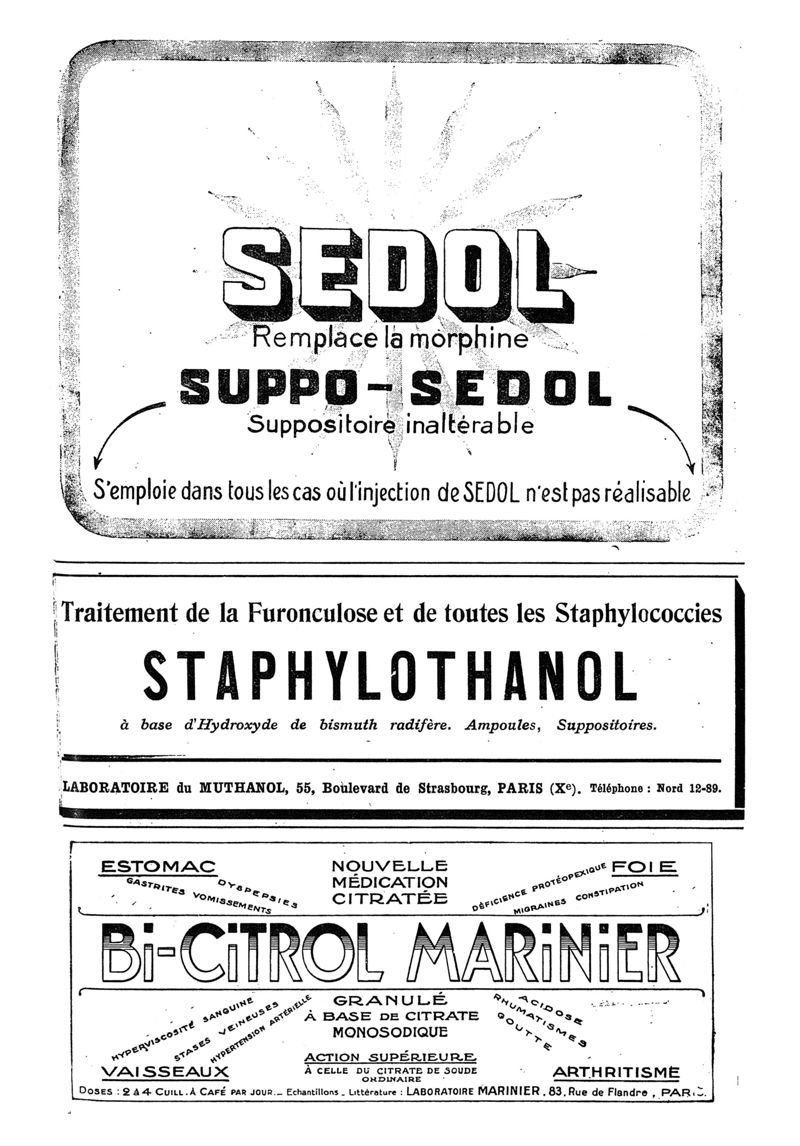 SEDOL
Remplace la morphine
SUPPO-SEDOL
Suppositoire inaltérable
S'emploie dans tous les cas où l'injection de SEDOL n'est pas réalisable
Traitement de la Furonculose et de toutes les Staphylococcies
STAPHYLOTHANOL
à base d'Hydroxyde de bismuth radifère. Ampoules, Suppositoires.
LABORATOIRE du MUTHANOL, 55, Boulevard de Strasbourg, PARIS (Xe). Téléphone : Nord 12-89.
ESTOMAC
GASTRITES VOMISSEMENTS
DYSPEPSIES
NOUVELLE
MÉDICATION
CITRATÉE
FOIE
DÉFICIENCE PROTÉOPEXIQUE
MIGRAINES CONSTIPATION
Bi-CiTROL MARiNiER
HYPERVISCOSITÉ SANGUINE
STASES VEINEUSES
HYPERTENSION ARTÉRIELLE
VAISSEAUX
GRANULÉ
À BASE DE CITRATE
MONOSODIQUE
ACTION SUPÉRIEURE
À CELLE DU CITRATE DE SOUDE
ORDINAIRE
ACIDOSE
RHUMATISMES
GOUTTE
ARTHRITISME
DOSES : 2 à 4 CUILL. À CAFÉ PAR JOUR._ Echantillons _ Littérature : LABORATOIRE MARINIER, 83, Rue de Flandre, PARIS.